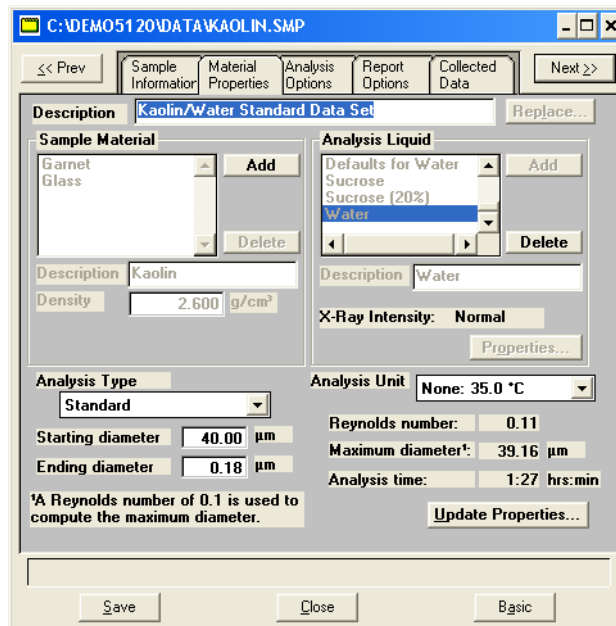 C:\DEMO5120\DATA\KAOLIN.SMP
<< Prev
Sample Information
Material Properties
Analysis Options
Report Options
Collected Data
Next >>
Description Kaolin/Water Standard Data Set Replace...
Sample Material
Garnet
Glass
Add
Delete
Description Kaolin
Density 2.600 g/cm³
Analysis Liquid
Defaults for Water
Sucrose
Sucrose (20%)
Water
Add
Delete
Description Water
X-Ray Intensity: Normal
Properties...
Analysis Type
Standard
Starting diameter 40.00 µm
Ending diameter 0.18 µm
¹A Reynolds number of 0.1 is used to
compute the maximum diameter.
Analysis Unit None: 35.0 °C
Reynolds number: 0.11
Maximum diameter¹: 39.16 µm
Analysis time: 1:27 hrs:min
Update Properties...
Save Close Basic